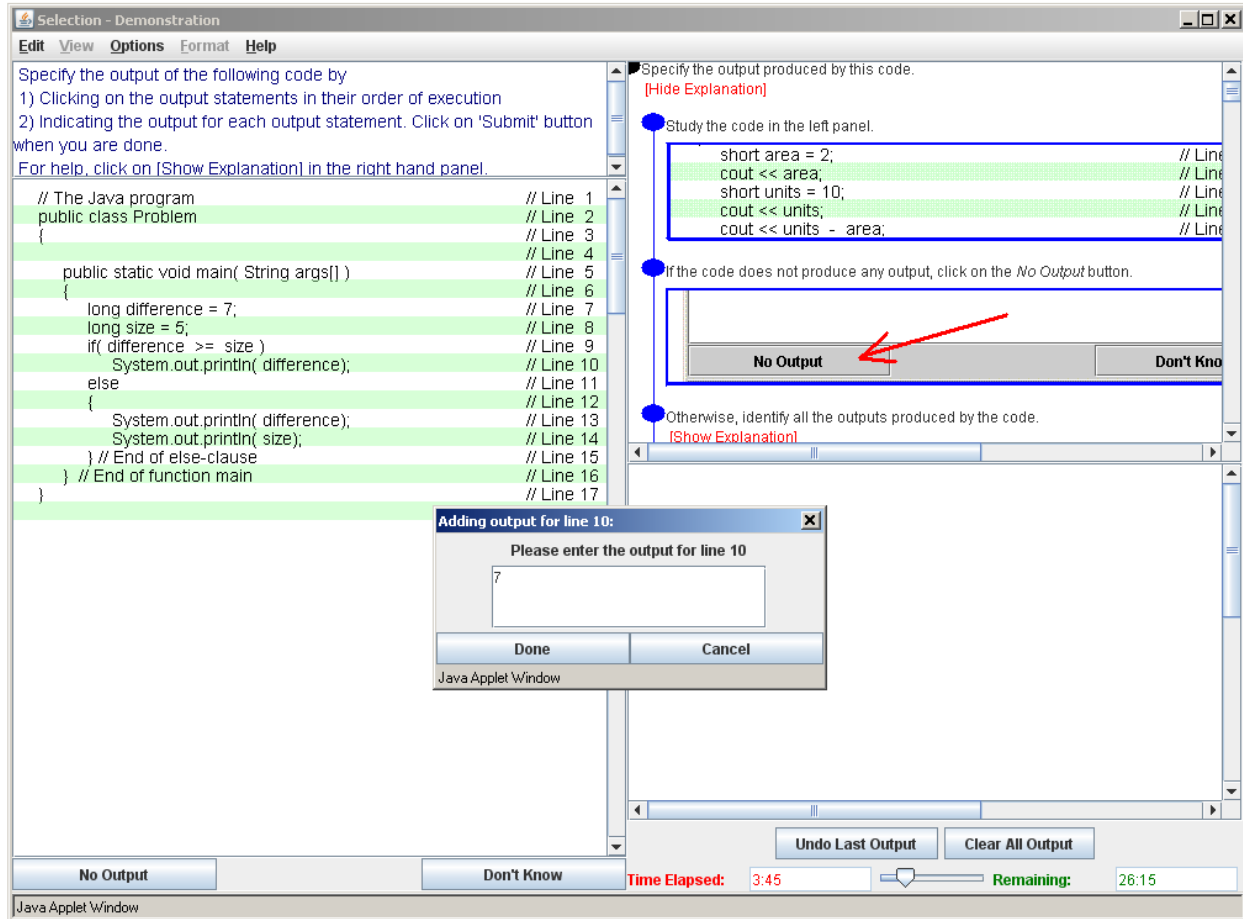 Selection - Demonstration
Edit View Options Format Help
Specify the output of the following code by
1) Clicking on the output statements in their order of execution
2) Indicating the output for each output statement. Click on 'Submit' button
when you are done.
For help, click on [Show Explanation] in the right hand panel.
// The Java program // Line 1
public class Problem // Line 2
{ // Line 3
// Line 4
public static void main( String args[] ) // Line 5
{ // Line 6
long difference = 7; // Line 7
long size = 5; // Line 8
if( difference >= size ) // Line 9
System.out.println( difference); // Line 10
else // Line 11
{ // Line 12
System.out.println( difference); // Line 13
System.out.println( size); // Line 14
} // End of else-clause // Line 15
} // End of function main // Line 16
} // Line 17
No Output
Don't Know
Specify the output produced by this code.
[Hide Explanation]
Study the code in the left panel.
short area = 2; // Line
cout << area; // Line
short units = 10; // Line
cout << units; // Line
cout << units - area; // Line
If the code does not produce any output, click on the No Output button.
No Output
Don't Kno
Otherwise, identify all the outputs produced by the code.
[Show Explanation]
Adding output for line 10:
Please enter the output for line 10
7
Done
Cancel
Java Applet Window
Undo Last Output
Clear All Output
Time Elapsed: 3:45
Remaining: 26:15
Java Applet Window